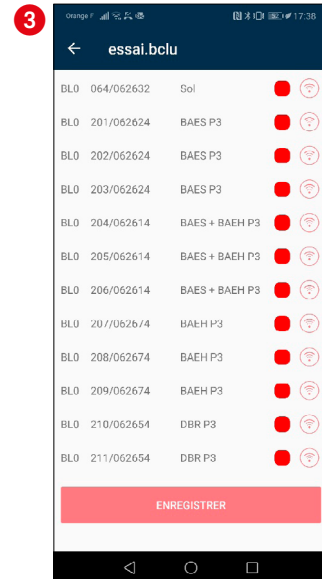 3
Orange F 17:38
essai.bclu
BL0 064/062632 Sol
BL0 201/062624 BAES P3
BL0 202/062624 BAES P3
BL0 203/062624 BAES P3
BL0 204/062614 BAES + BAEH P3
BL0 205/062614 BAES + BAEH P3
BL0 206/062614 BAES + BAEH P3
BL0 207/062674 BAEH P3
BL0 208/062674 BAEH P3
BL0 209/062674 BAEH P3
BL0 210/062654 DBR P3
BL0 211/062654 DBR P3
ENREGISTRER